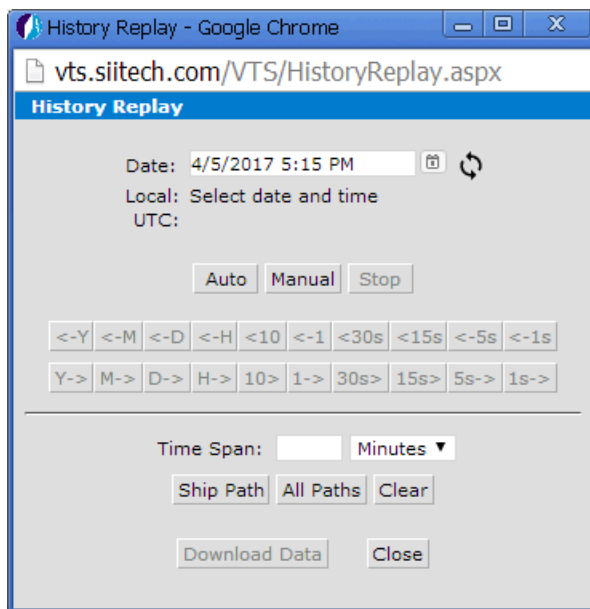 History Replay - Google Chrome
vts.siitech.com/VTS/HistoryReplay.aspx
History Replay
Date: 4/5/2017 5:15 PM
Local: Select date and time
UTC:
Auto Manual Stop
<-Y <-M <-D <-H <10 <-1 <30s <15s <-5s <-1s
Y-> M-> D-> H-> 10> 1-> 30s> 15s> 5s-> 1s->
Time Span: Minutes
Ship Path All Paths Clear
Download Data Close